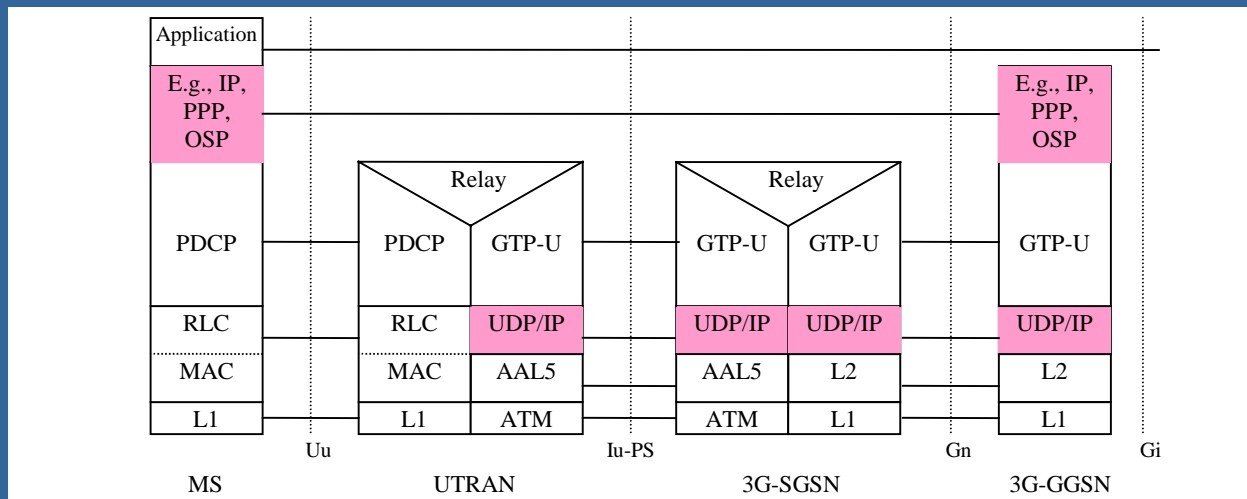 Application
E.g., IP,
PPP,
OSP
E.g., IP,
PPP,
OSP
Relay
Relay
PDCP
PDCP
GTP-U
GTP-U
GTP-U
GTP-U
RLC
RLC
UDP/IP
UDP/IP
UDP/IP
UDP/IP
MAC
MAC
AAL5
AAL5
L2
L2
L1
L1
ATM
ATM
L1
L1
Uu
Iu-PS
Gn
Gi
MS
UTRAN
3G-SGSN
3G-GGSN